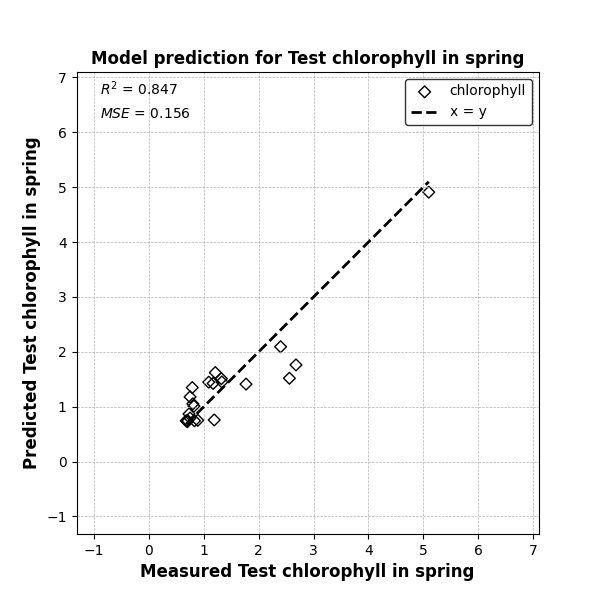 Model prediction for Test chlorophyll in spring
R² = 0.847
MSE = 0.156
chlorophyll
x = y
7
6
5
4
3
2
1
0
−1
Predicted Test chlorophyll in spring
−1 0 1 2 3 4 5 6 7
Measured Test chlorophyll in spring